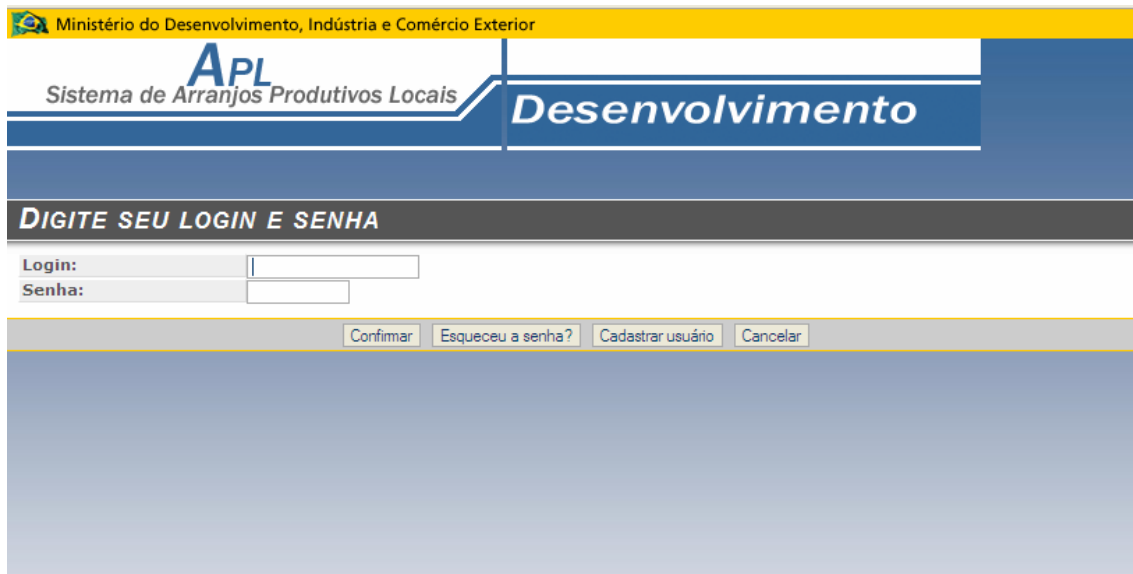 Ministério do Desenvolvimento, Indústria e Comércio Exterior
APL
Sistema de Arranjos Produtivos Locais
Desenvolvimento
DIGITE SEU LOGIN E SENHA
Login:
Senha:
Confirmar Esqueceu a senha? Cadastrar usuário Cancelar